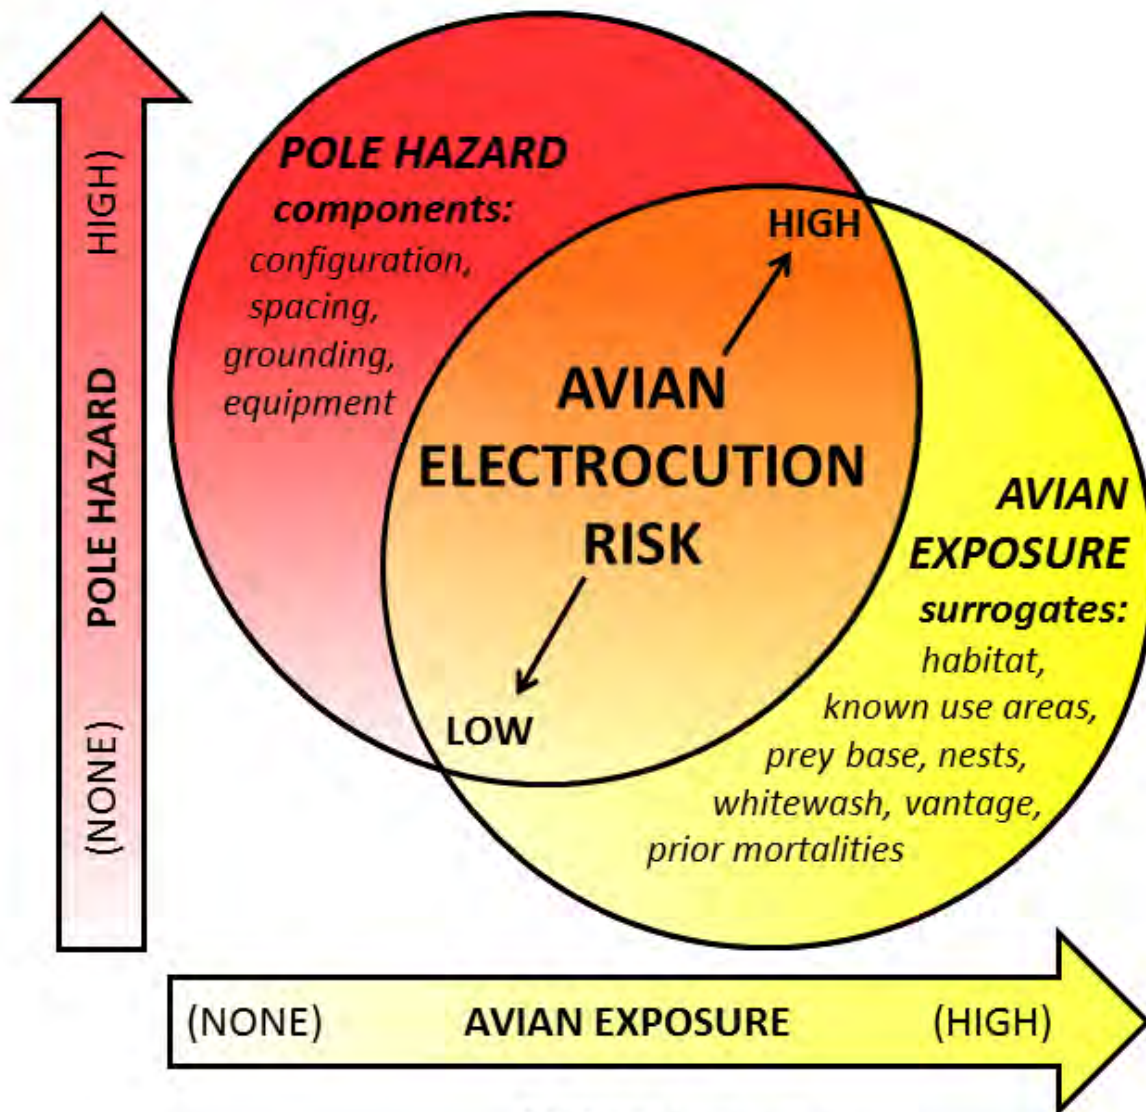 POLE HAZARD
components:
configuration,
spacing,
grounding,
equipment
HIGH
AVIAN
ELECTROCUTION
RISK
LOW
AVIAN
EXPOSURE
surrogates:
habitat,
known use areas,
prey base, nests,
whitewash, vantage,
prior mortalities
(NONE) POLE HAZARD HIGH)
(NONE) AVIAN EXPOSURE (HIGH)